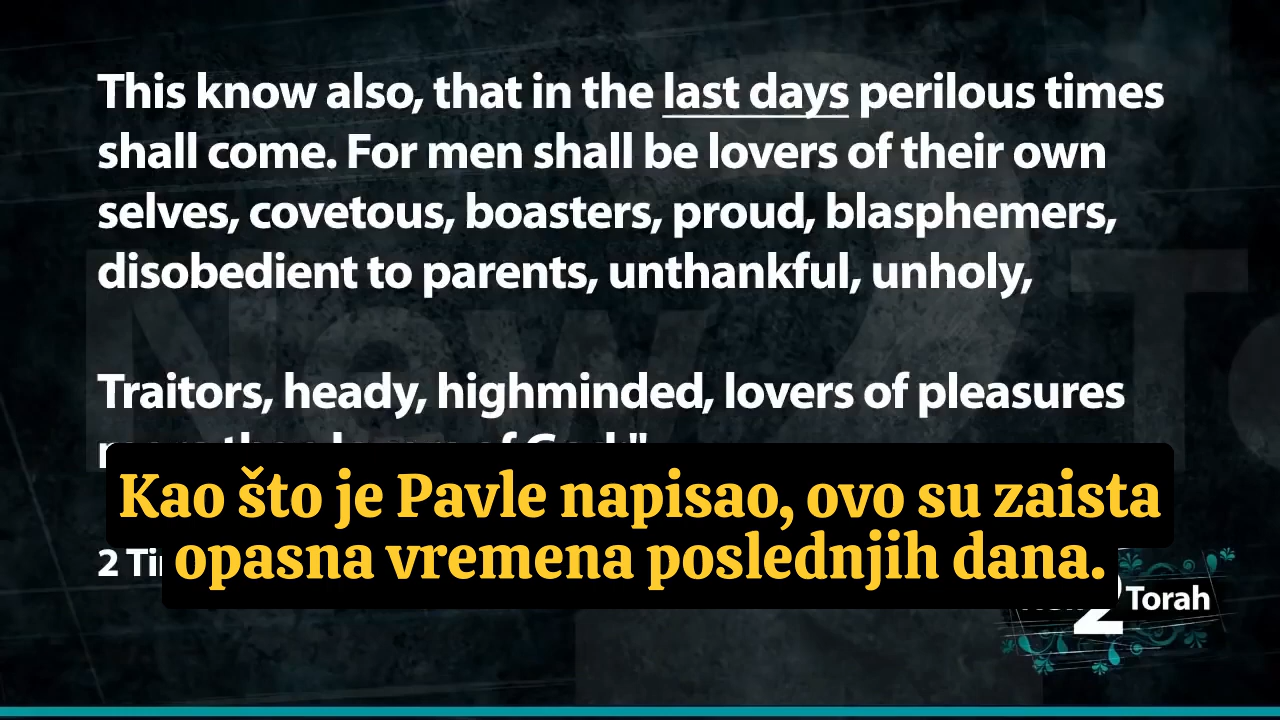 This know also, that in the last days perilous times
shall come. For men shall be lovers of their own
selves, covetous, boasters, proud, blasphemers,
disobedient to parents, unthankful, unholy,
Traitors, heady, highminded, lovers of pleasures
Kao što je Pavle napisao, ovo su zaista
opasna vremena poslednjih dana.
2
2 Torah